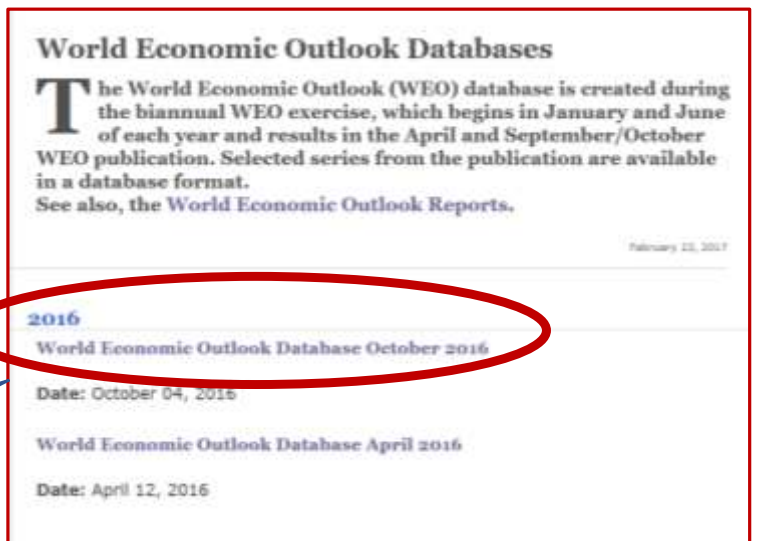 World Economic Outlook Databases
The World Economic Outlook (WEO) database is created during
the biannual WEO exercise, which begins in January and June
of each year and results in the April and September/October
WEO publication. Selected series from the publication are available
in a database format.
See also, the World Economic Outlook Reports.
February 22, 2017
2016
World Economic Outlook Database October 2016
Date: October 04, 2016
World Economic Outlook Database April 2016
Date: April 12, 2016